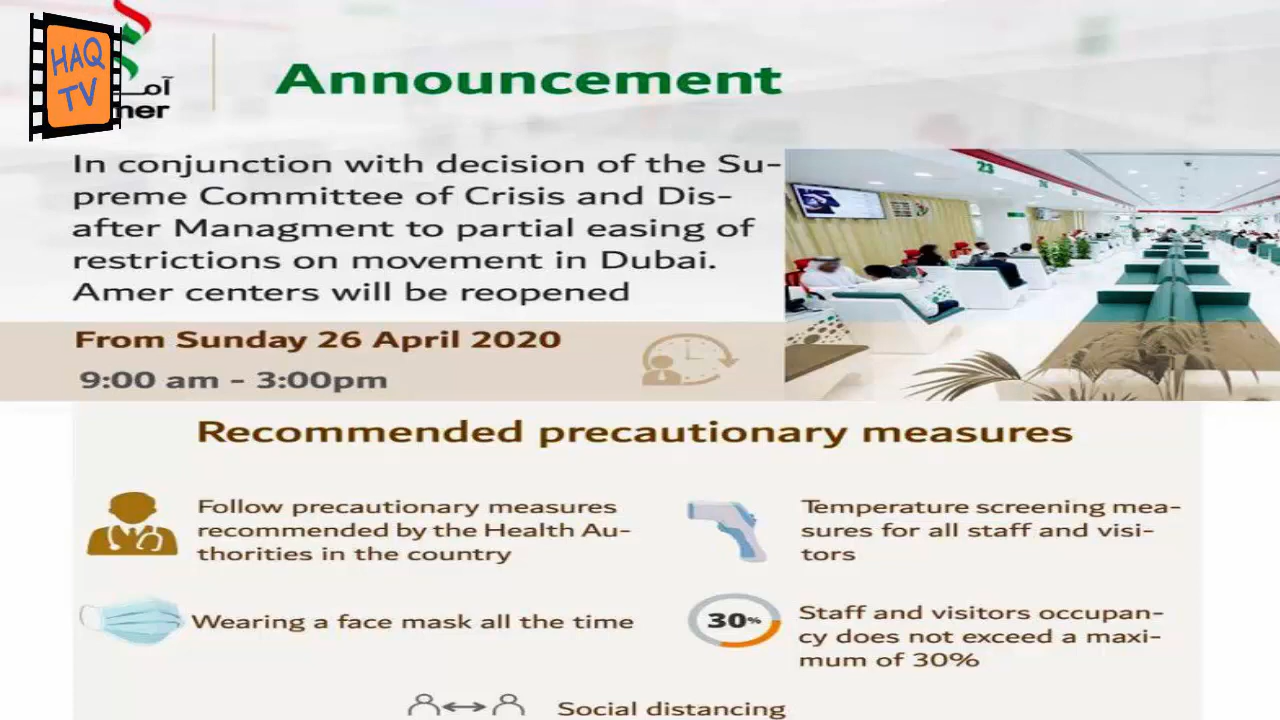 HAQ
TV
آمـ
mer
Announcement
In conjunction with decision of the Su-
preme Committee of Crisis and Dis-
after Managment to partial easing of
restrictions on movement in Dubai.
Amer centers will be reopened
From Sunday 26 April 2020
9:00 am - 3:00pm
23
Recommended precautionary measures
Follow precautionary measures
recommended by the Health Au-
thorities in the country
Temperature screening mea-
sures for all staff and visi-
tors
Wearing a face mask all the time
30%
Staff and visitors occupan-
cy does not exceed a maxi-
mum of 30%
Social distancing